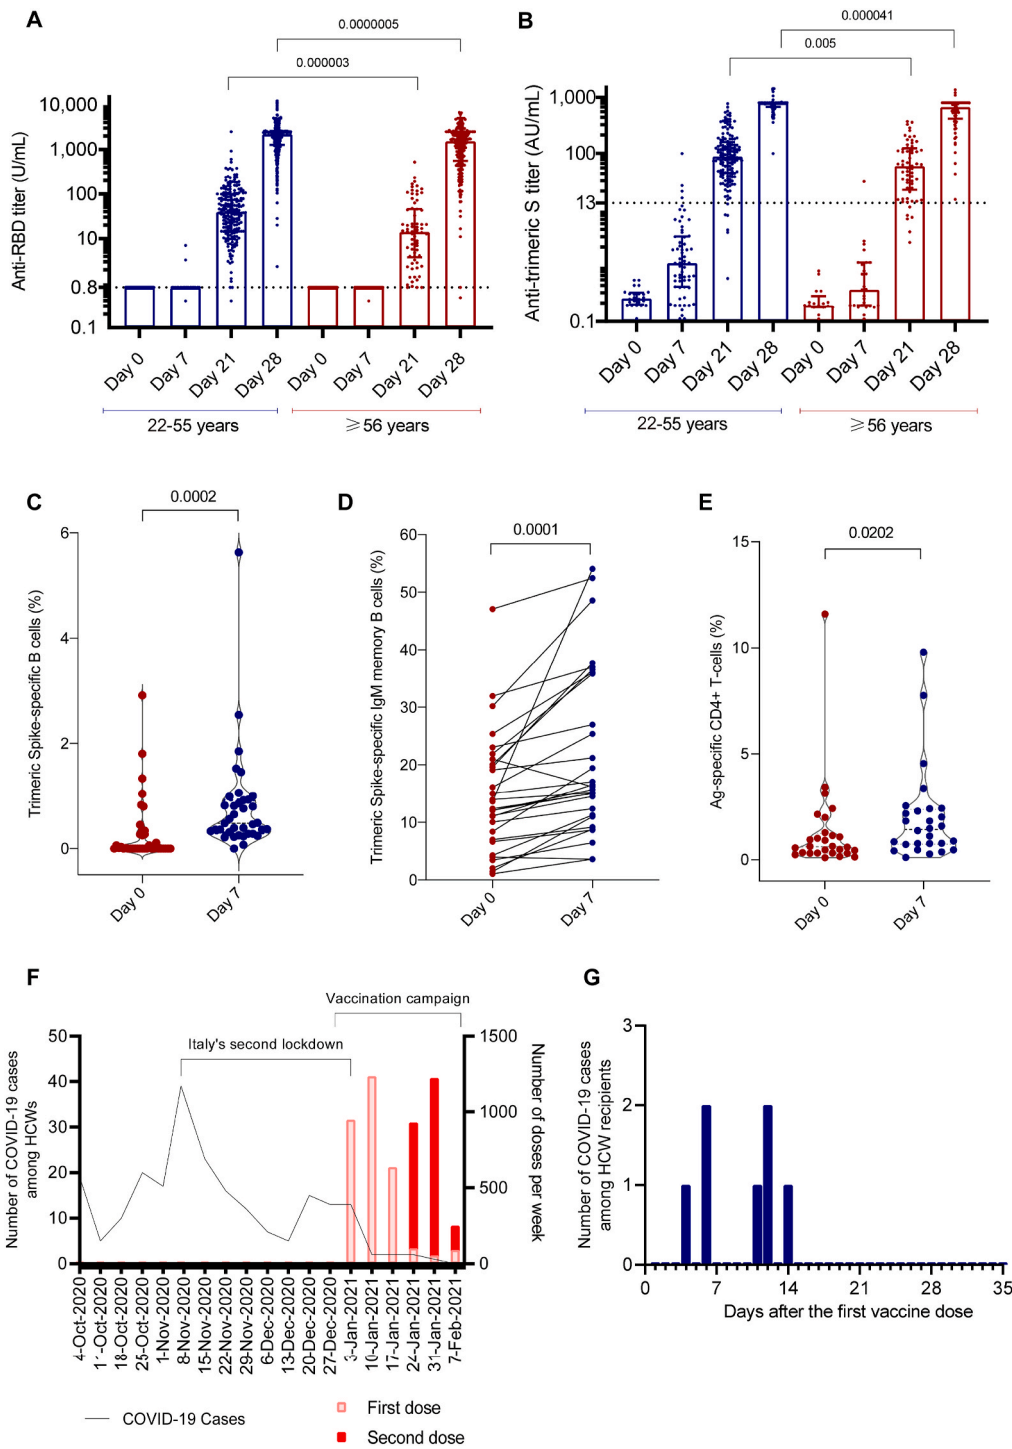 A
0.0000005
0.000003
Anti-RBD titer (U/mL)
10,000
1,000
100
10
0.8
0.1
Day 0
Day 7
Day 21
Day 28
Day 0
Day 7
Day 21
Day 28
22-55 years
⩾ 56 years
B
0.000041
0.005
Anti-trimeric S titer (AU/mL)
1,000
100
13
0.1
Day 0
Day 7
Day 21
Day 28
Day 0
Day 7
Day 21
Day 28
22-55 years
⩾ 56 years
C
0.0002
Trimeric Spike-specific B cells (%)
6
4
2
0
Day 0
Day 7
D
0.0001
Trimeric Spike-specific IgM memory B cells (%)
60
50
40
30
20
10
0
Day 0
Day 7
E
0.0202
Ag-specific CD4+ T-cells (%)
15
10
5
0
Day 0
Day 7
F
Vaccination campaign
Italy's second lockdown
Number of COVID-19 cases
among HCWs
50
40
30
20
10
0
1500
1000
500
0
Number of doses per week
4-Oct-2020
11-Oct-2020
18-Oct-2020
25-Oct-2020
1-Nov-2020
8-Nov-2020
15-Nov-2020
22-Nov-2020
29-Nov-2020
6-Dec-2020
13-Dec-2020
20-Dec-2020
27-Dec-2020
3-Jan-2021
10-Jan-2021
17-Jan-2021
24-Jan-2021
31-Jan-2021
7-Feb-2021
COVID-19 Cases
First dose
Second dose
G
Number of COVID-19 cases
among HCW recipients
3
2
1
0
0
7
14
21
28
35
Days after the first vaccine dose